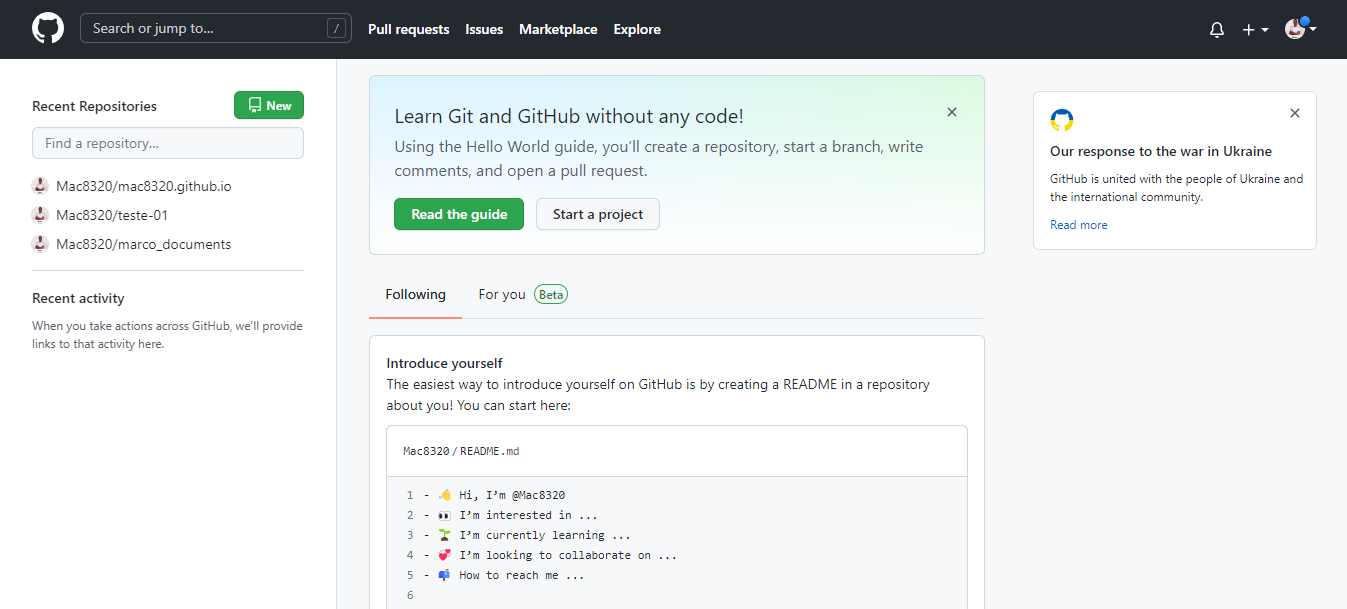 Search or jump to...
/
Pull requests
Issues
Marketplace
Explore
Recent Repositories
New
Find a repository...
Mac8320/mac8320.github.io
Mac8320/teste-01
Mac8320/marco_documents
Recent activity
When you take actions across GitHub, we'll provide
links to that activity here.
Learn Git and GitHub without any code!
Using the Hello World guide, you'll create a repository, start a branch, write
comments, and open a pull request.
Read the guide
Start a project
Following
For you
Beta
Introduce yourself
The easiest way to introduce yourself on GitHub is by creating a README in a repository
about you! You can start here:
Mac8320/README.md
1 - 👋 Hi, I'm @Mac8320
2 - 👀 I'm interested in ...
3 - 🌱 I'm currently learning ...
4 - 💞️ I'm looking to collaborate on ...
5 - 📫 How to reach me ...
6
Our response to the war in Ukraine
GitHub is united with the people of Ukraine and
the international community.
Read more